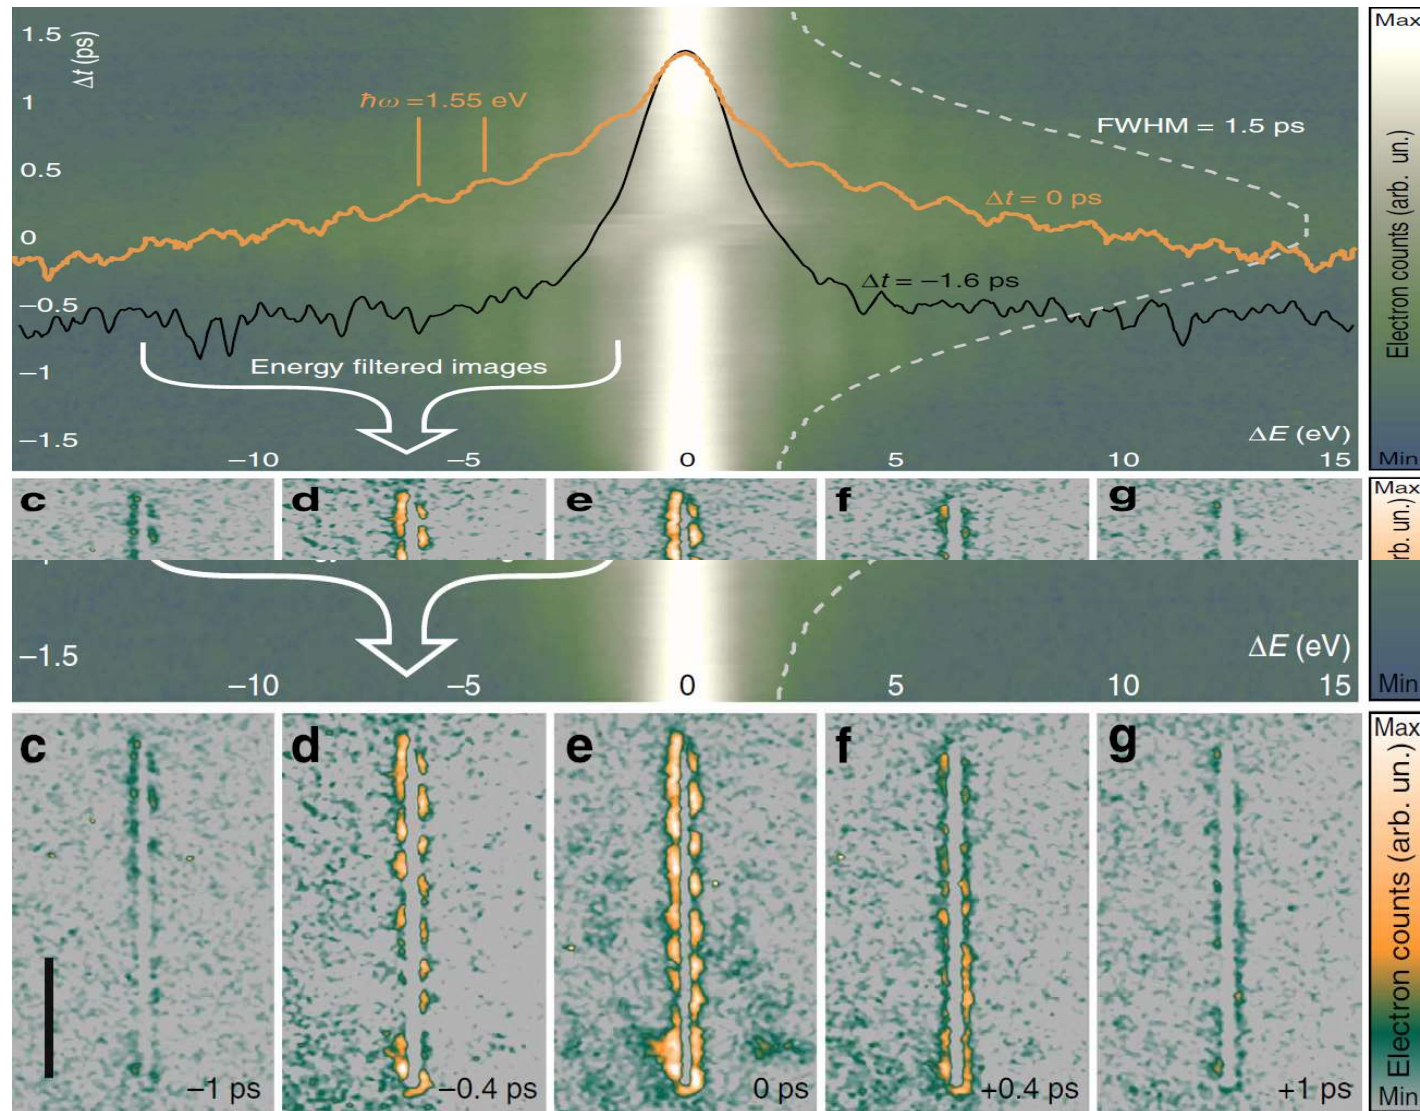 1.5
Δt (ps)
Max
1
ħω =1.55 eV
FWHM = 1.5 ps
0.5
Δt = 0 ps
0
Electron counts (arb. un.)
Δt = −1.6 ps
−0.5
Energy filtered images
−1
−1.5
ΔE (eV)
−10 −5 0 5 10 15
Min
c d e f g
Max
arb. un.)
−1.5
ΔE (eV)
−10 −5 0 5 10 15
Min
c d e f g
Max
Electron counts (arb. un.)
−1 ps −0.4 ps 0 ps +0.4 ps +1 ps
Min